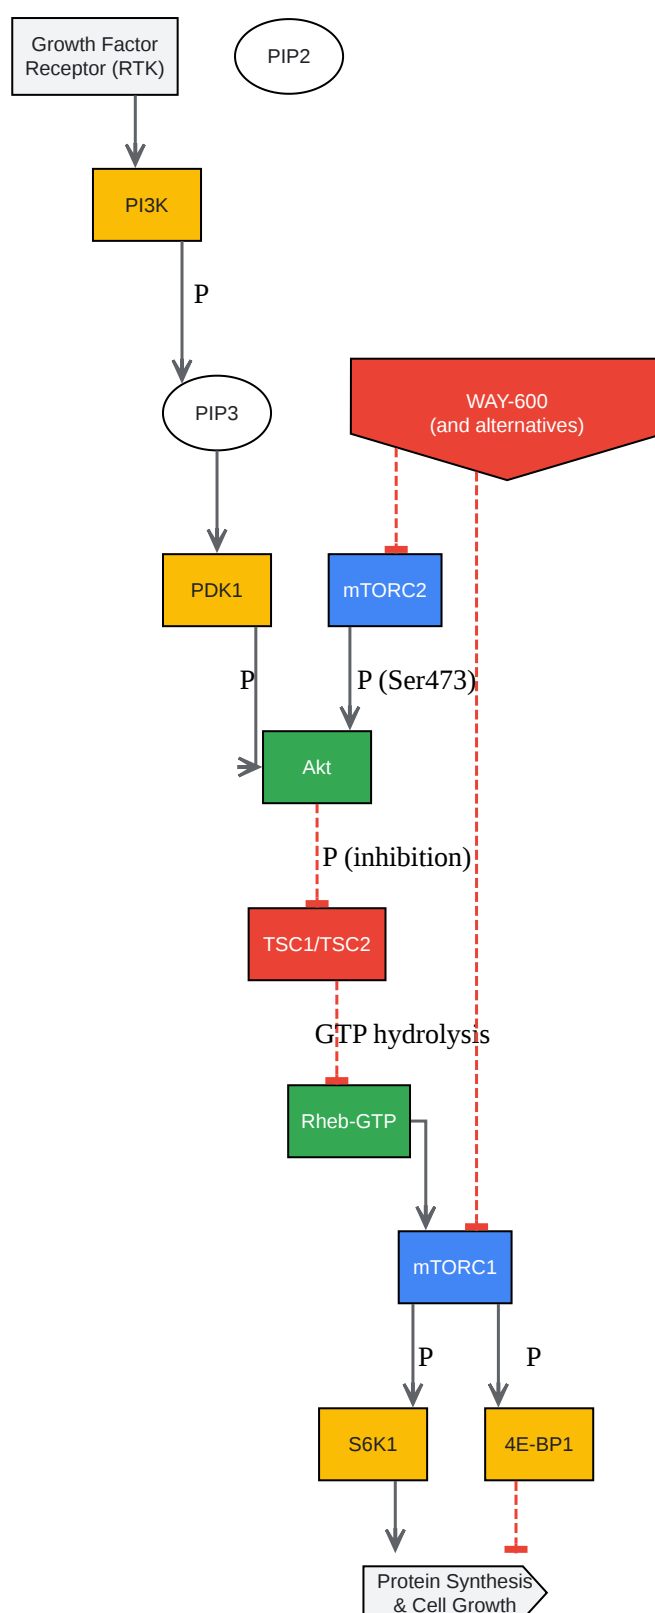 Growth Factor
Receptor (RTK)
PIP2
PI3K
P
PIP3
WAY-600
(and alternatives)
PDK1
mTORC2
P
P (Ser473)
Akt
P (inhibition)
TSC1/TSC2
GTP hydrolysis
Rheb-GTP
mTORC1
P
P
S6K1
4E-BP1
Protein Synthesis
& Cell Growth